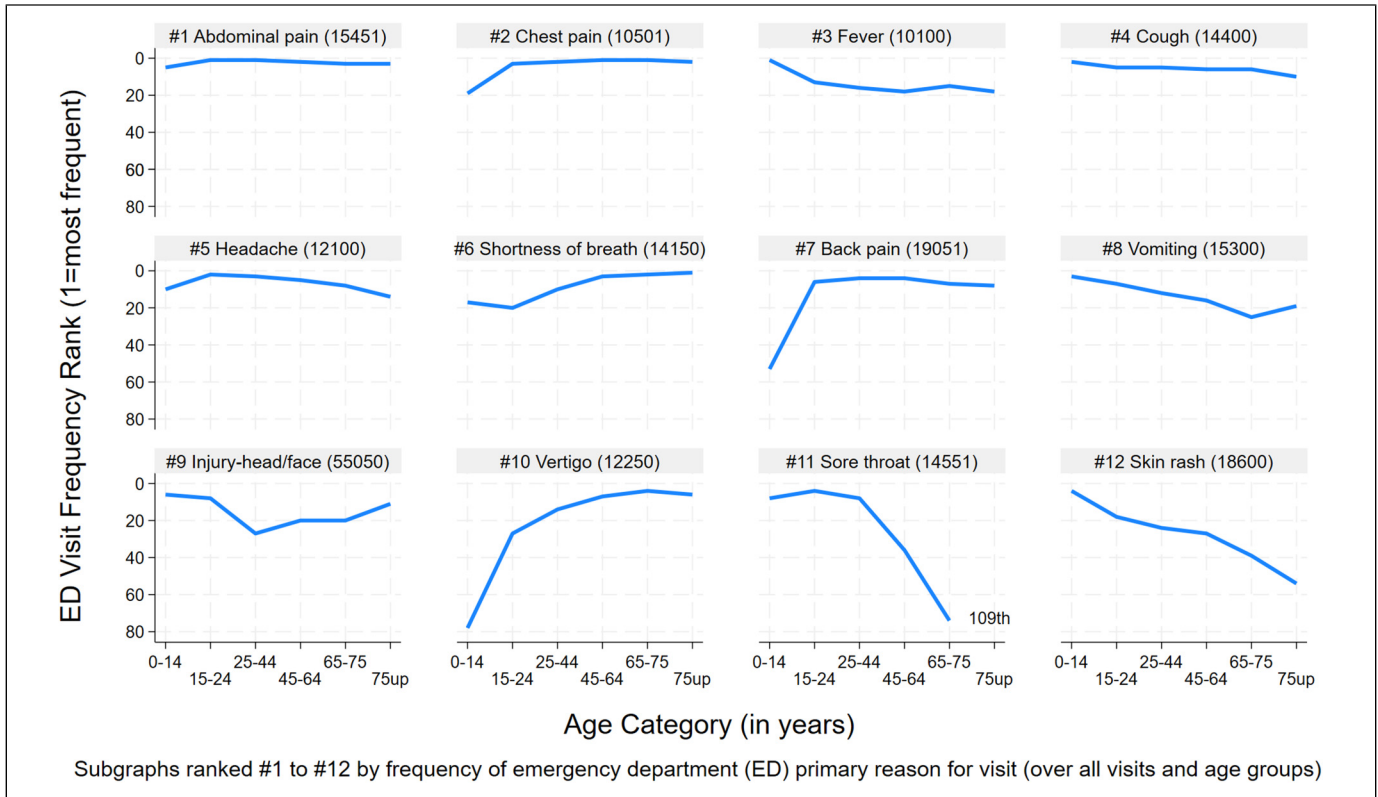 #1 Abdominal pain (15451)
#2 Chest pain (10501)
#3 Fever (10100)
#4 Cough (14400)
0
20
40
60
80
#5 Headache (12100)
#6 Shortness of breath (14150)
#7 Back pain (19051)
#8 Vomiting (15300)
0
20
40
60
80
#9 Injury-head/face (55050)
#10 Vertigo (12250)
#11 Sore throat (14551)
#12 Skin rash (18600)
0
20
40
60
80
109th
ED Visit Frequency Rank (1=most frequent)
0-14 25-44 65-75
15-24 45-64 75up
0-14 25-44 65-75
15-24 45-64 75up
0-14 25-44 65-75
15-24 45-64 75up
0-14 25-44 65-75
15-24 45-64 75up
Age Category (in years)
Subgraphs ranked #1 to #12 by frequency of emergency department (ED) primary reason for visit (over all visits and age groups)